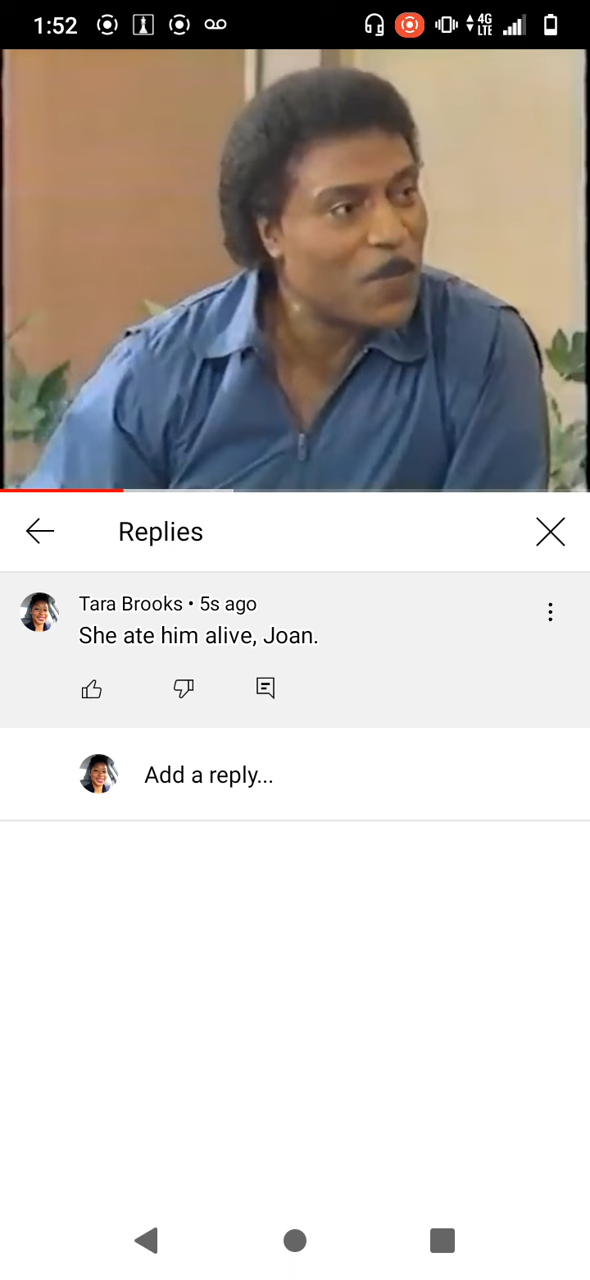 1:52
4G
LTE
Replies
Tara Brooks • 5s ago
She ate him alive, Joan.
Add a reply...